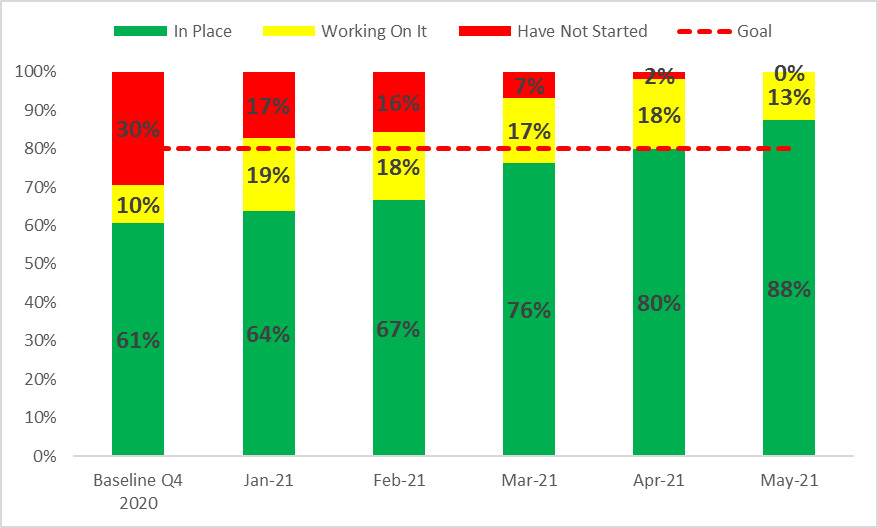 In Place Working On It Have Not Started Goal
100%
90%
80%
70%
60%
50%
40%
30%
20%
10%
0%
30% 17% 16% 7% 2% 0%
10% 19% 18% 17% 18% 13%
61% 64% 67% 76% 80% 88%
Baseline Q4 Jan-21 Feb-21 Mar-21 Apr-21 May-21
2020